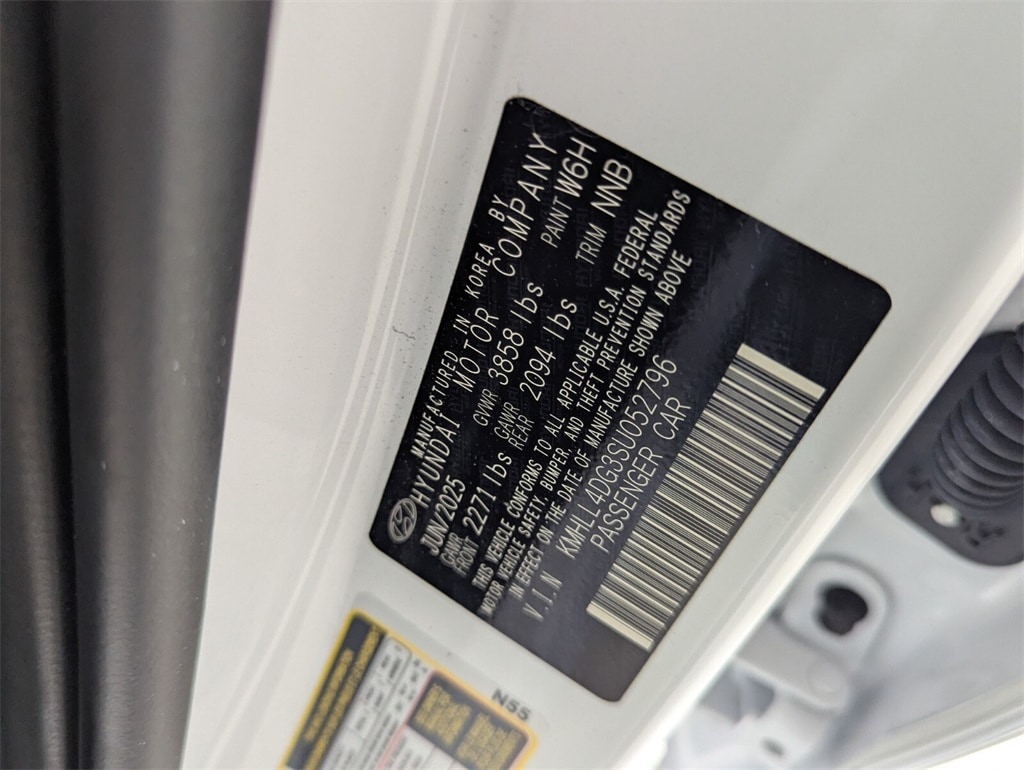 MANUFACTURED IN KOREA BY
HYUNDAI MOTOR COMPANY
JUN/2025 GVWR 3858 lbs PAINT W6H
GAWR FRONT 2271 lbs GAWR REAR 2094 lbs TRIM NNB
THIS VEHICLE CONFORMS TO ALL APPLICABLE U.S.A. FEDERAL
MOTOR VEHICLE SAFETY, BUMPER, AND THEFT PREVENTION STANDARDS
IN EFFECT ON THE DATE OF MANUFACTURE SHOWN ABOVE
V.I.N KMHLL4DG3SU052796
PASSENGER CAR
N55